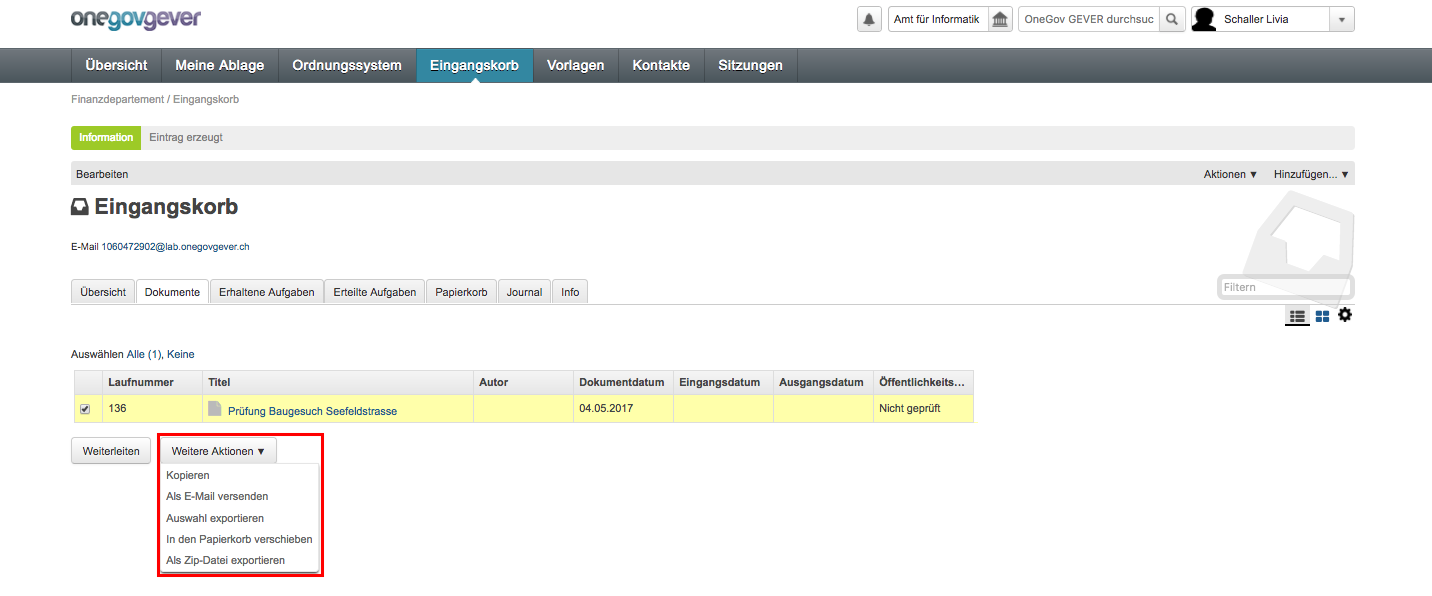 onegovgever
Amt für Informatik
OneGov GEVER durchsuc
Schaller Livia
Übersicht Meine Ablage Ordnungssystem Eingangskorb Vorlagen Kontakte Sitzungen
Finanzdepartement / Eingangskorb
Information Eintrag erzeugt
Bearbeiten Aktionen ▼ Hinzufügen... ▼
Eingangskorb
E-Mail 1060472902@lab.onegovgever.ch
Übersicht Dokumente Erhaltene Aufgaben Erteilte Aufgaben Papierkorb Journal Info
Filtern
Auswählen Alle (1), Keine
Laufnummer Titel Autor Dokumentdatum Eingangsdatum Ausgangsdatum Öffentlichkeits...
136 Prüfung Baugesuch Seefeldstrasse 04.05.2017 Nicht geprüft
Weiterleiten Weitere Aktionen ▼
Kopieren
Als E-Mail versenden
Auswahl exportieren
In den Papierkorb verschieben
Als Zip-Datei exportieren